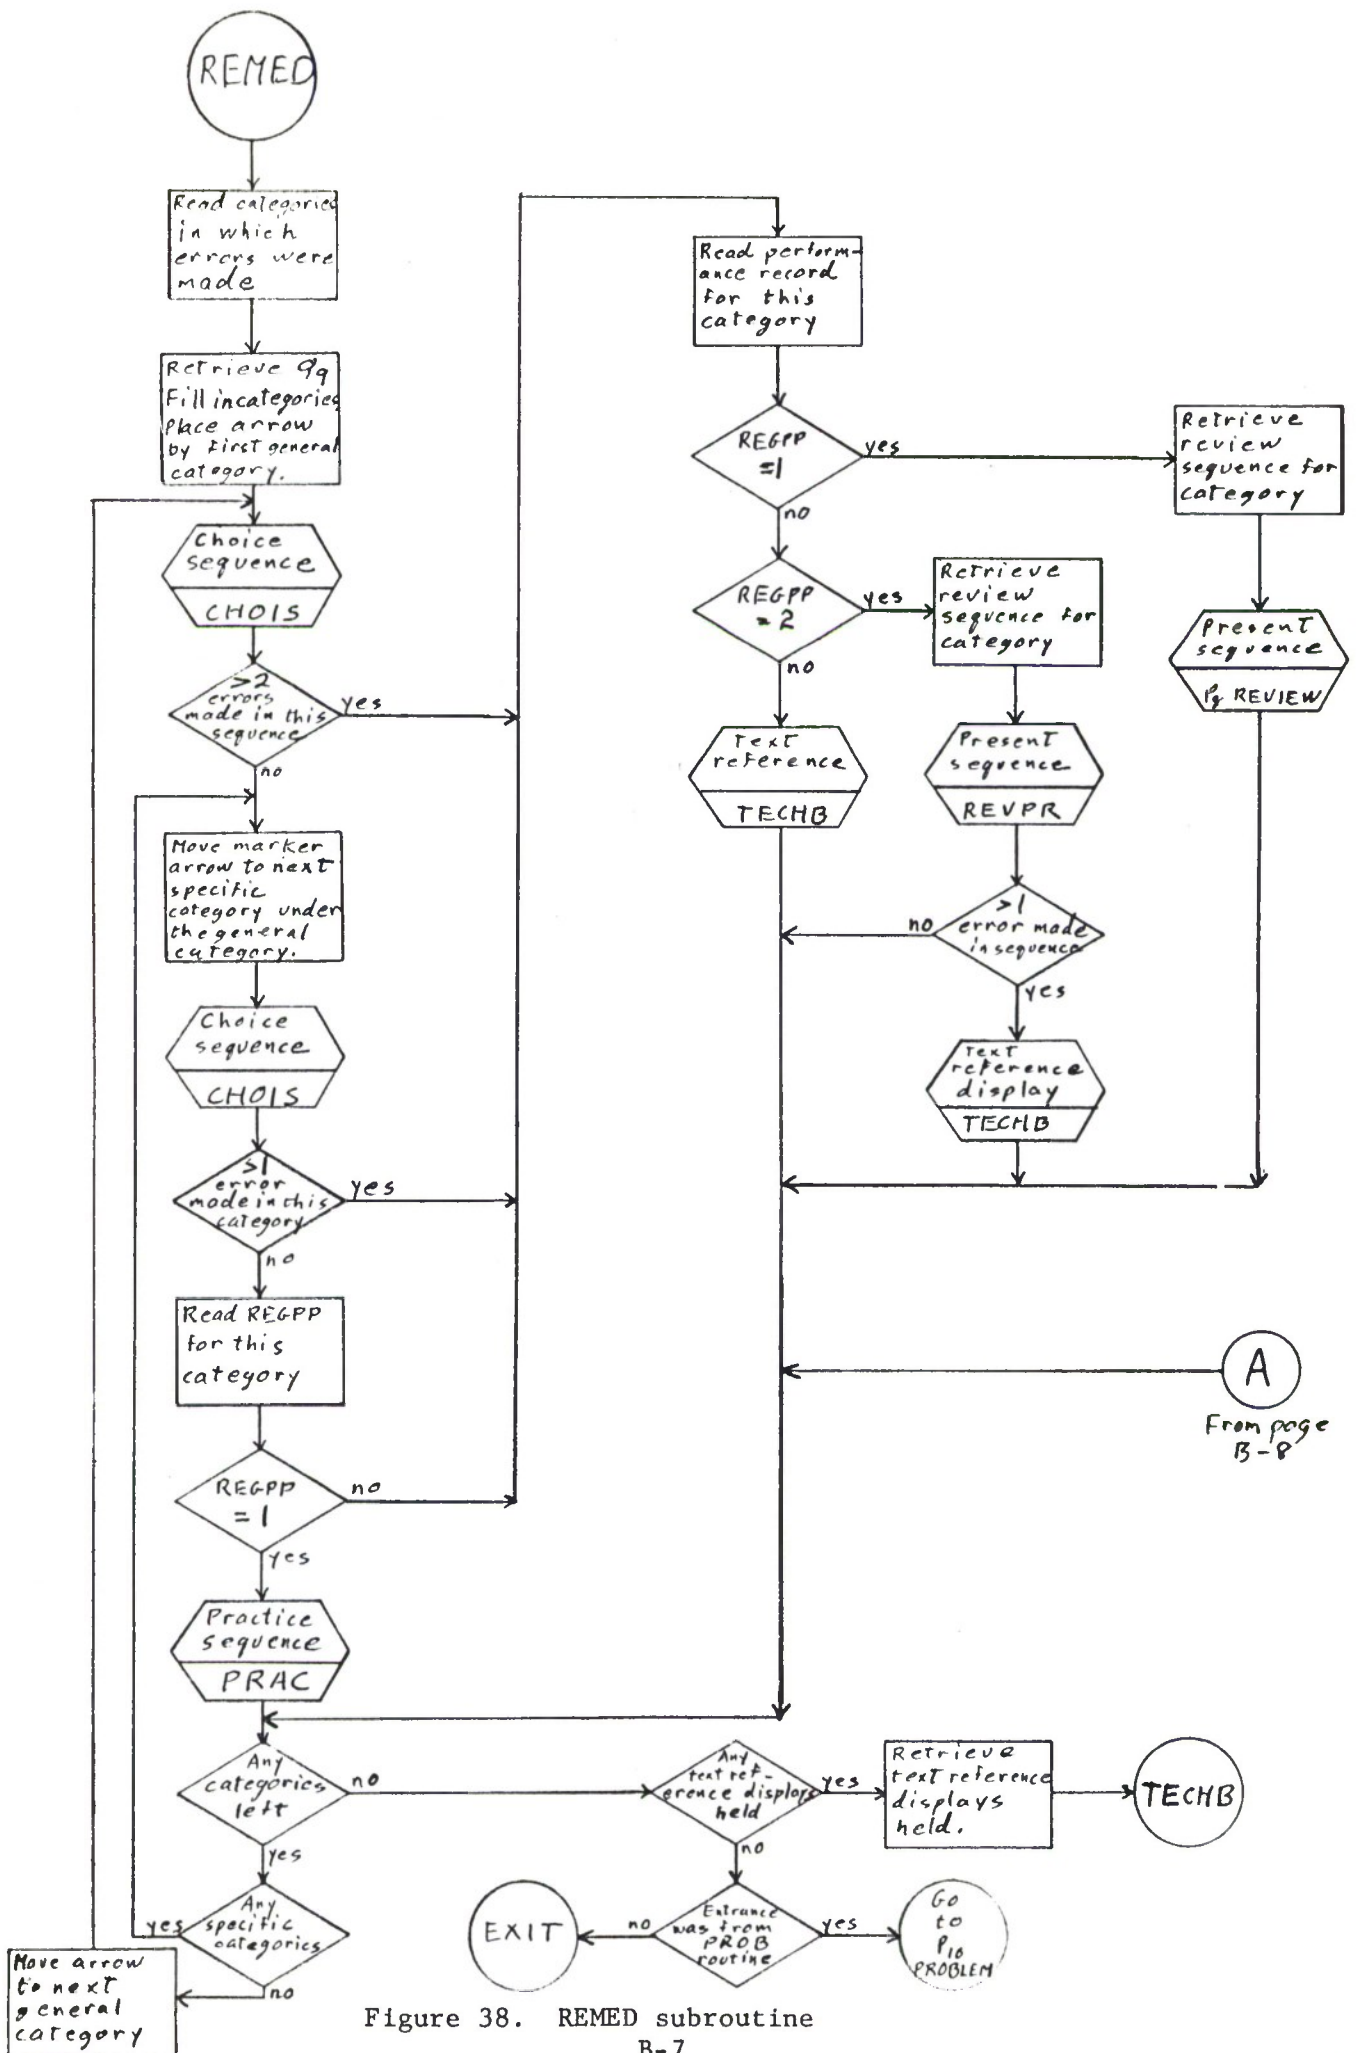 REMED
Read categories
in which
errors were
made
Retrieve q9
Fill in categories
Place arrow
by first general
category.
Choice
sequence
CHOIS
>2
errors
made in this
sequence
yes
no
Move marker
arrow to next
specific
category under
the general
category.
Choice
sequence
CHOIS
>1
error
made in this
category
yes
no
Read REGPP
for this
category
REGPP
=1
no
yes
Practice
sequence
PRAC
Any
categories
left
no
yes
Any
specific
categories
yes
no
Move arrow
to next
general
category
Read perform-
ance record
for this
category
REGPP
=1
yes
no
Retrieve
review
sequence for
category
Present
sequence
REVIEW
REGPP
= 2
yes
no
Retrieve
review
sequence for
category
Present
sequence
REVPR
>1
error made
in sequence
no
yes
Text
reference
display
TECHB
Text
reference
TECHB
A
From page
B-8
Any
text ref-
erence displays
held
yes
no
Retrieve
text reference
displays
held.
TECHB
Entrance
was from
PROB
routine
no
yes
EXIT
Go
to
P10
PROBLEM
Figure 38. REMED subroutine
B-7